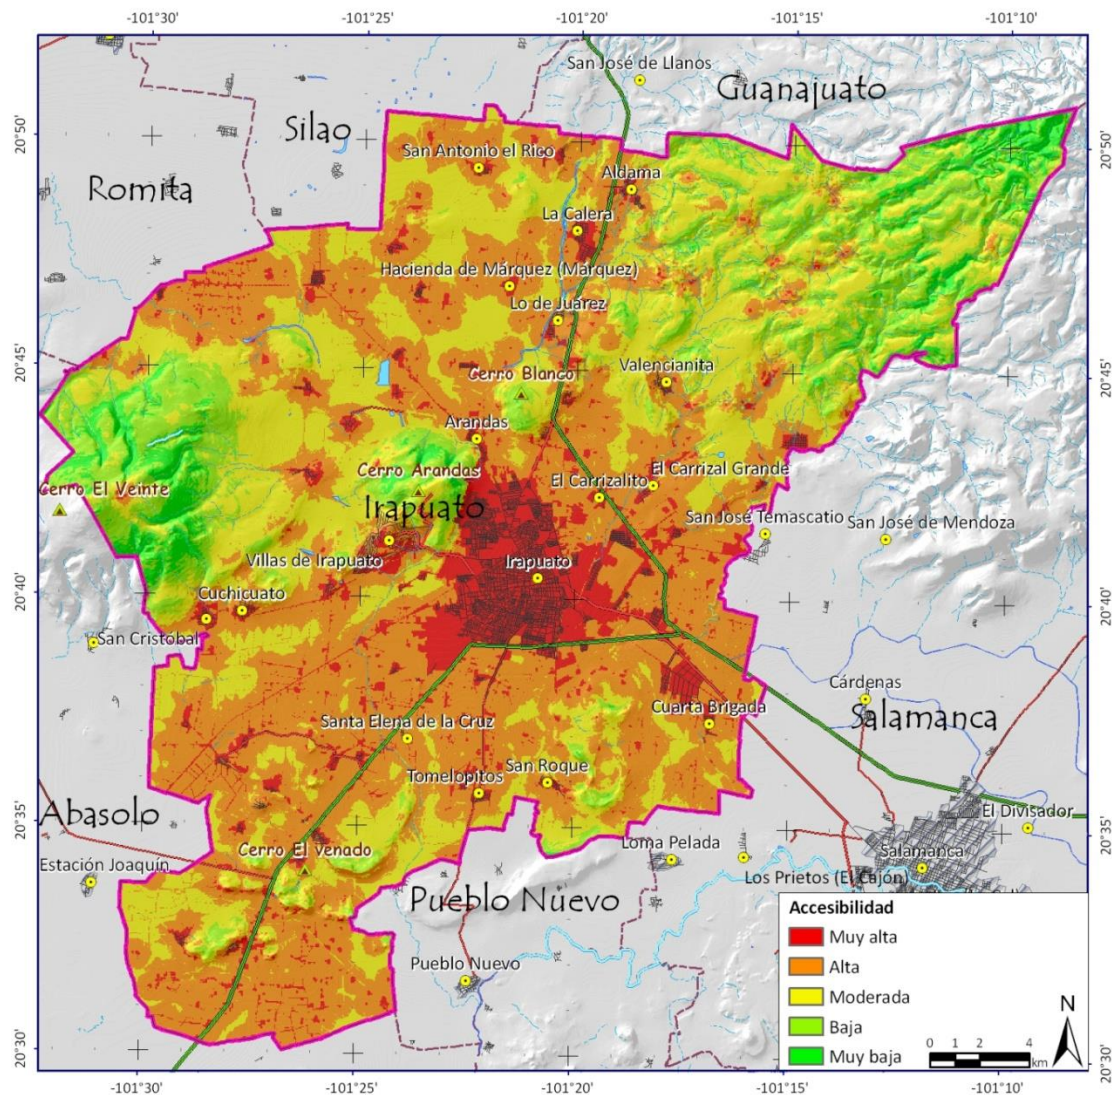 -101°30'
-101°25'
-101°20'
-101°15'
-101°10'
San José de Llanos
Guanajuato
20°50'
20°50'
Silao
San Antonio el Rico
Romita
Aldama
La Calera
Hacienda de Márquez (Marquez)
Lo de Juárez
20°45'
20°45'
Cerro Blanco
Valencianita
Arandas
Cerro Arandas
El Carrizal Grande
El Carrizalito
Cerro El Veinte
Irapuato
San José Temascatio
San José de Mendoza
Villas de Irapuato
Irapuato
20°40'
20°40'
Cuchicuato
San Cristóbal
Cárdenas
Cuarta Brigada
Salamanca
Santa Elena de la Cruz
Tomelopitos
San Roque
20°35'
20°35'
Abasolo
El Divisador
Estación Joaquín
Cerro El Venado
Loma Pelada
Salamanca
Los Prietos (El Cajón)
Pueblo Nuevo
Pueblo Nuevo
Accesibilidad
Muy alta
Alta
Moderada
Baja
Muy baja
N
0 1 2 4
km
20°30'
20°30'
-101°30'
-101°25'
-101°20'
-101°15'
-101°10'